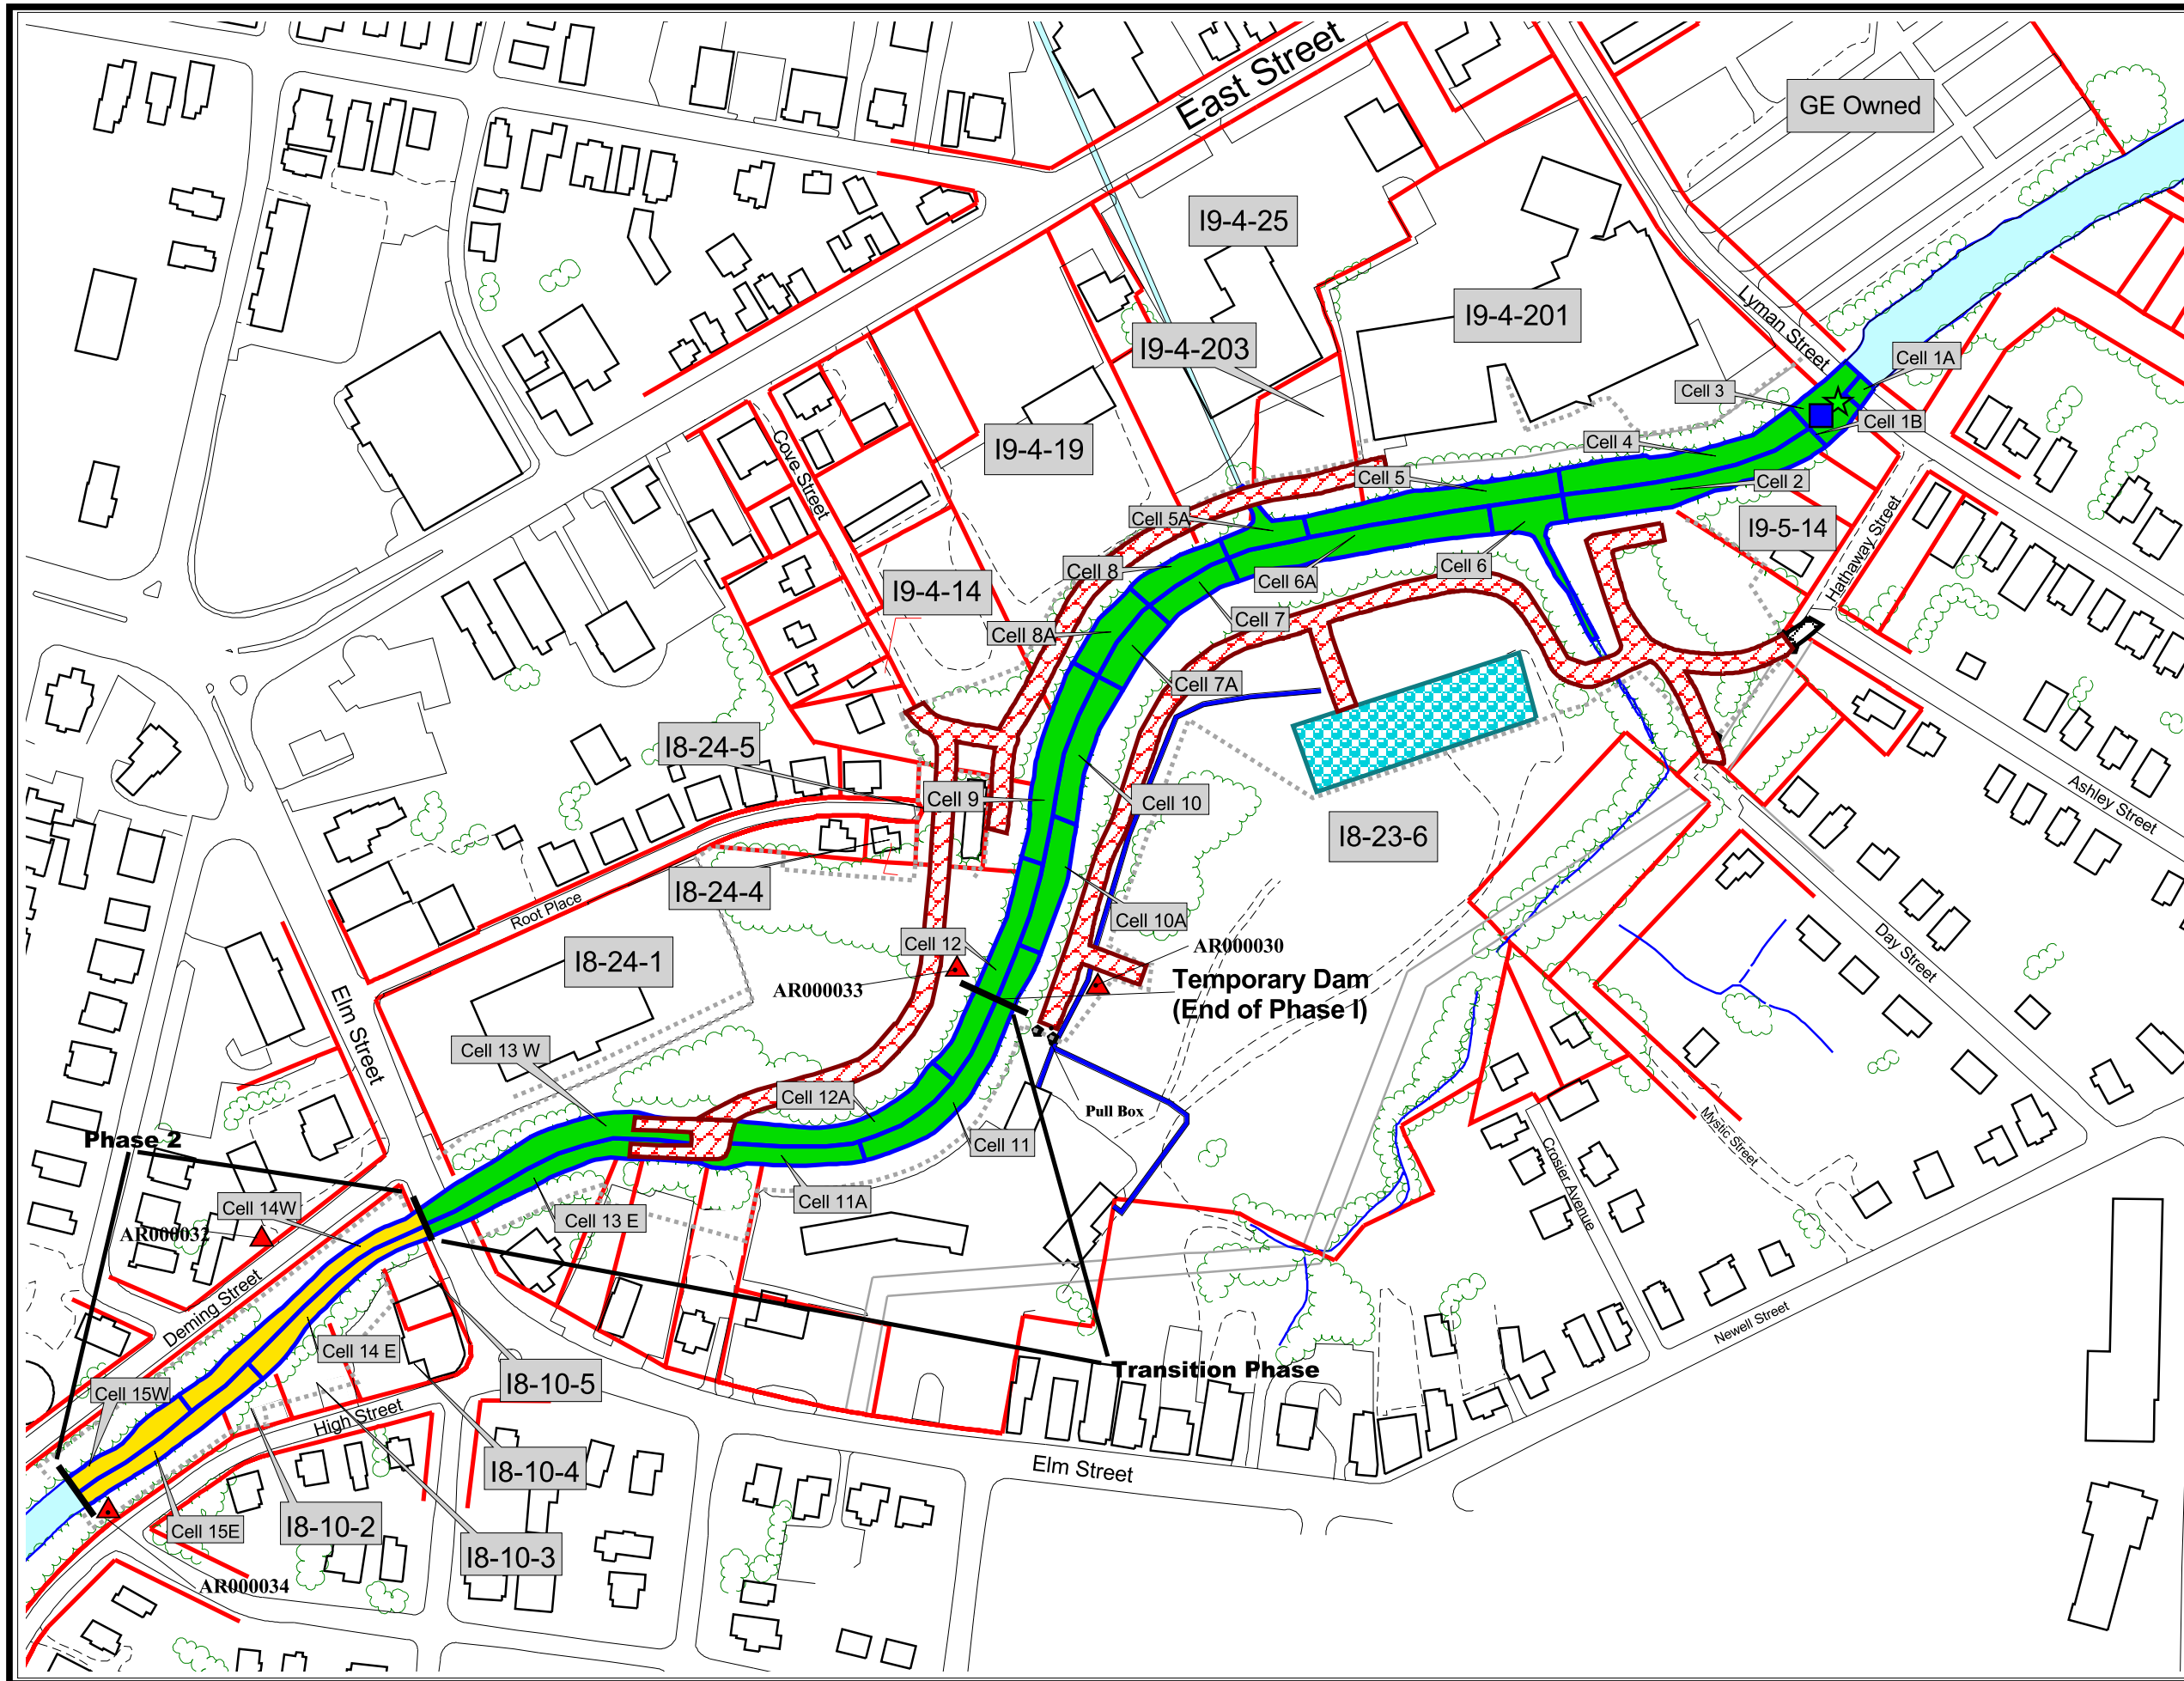 East Street
GE Owned
I9-4-25
Lyman Street
I9-4-201
I9-4-203
Cell 1A
Cell 3
Cell 1B
Cove Street
I9-4-19
Cell 4
Cell 5
Cell 2
Cell 5A
I9-5-14
Hathaway Street
Cell 8
Cell 6
Cell 6A
I9-4-14
Cell 7
Cell 8A
Cell 7A
I8-24-5
Cell 9
Cell 10
Ashley Street
I8-23-6
I8-24-4
Root Place
Cell 10A
Cell 12
AR000030
Day Street
I8-24-1
Temporary Dam
(End of Phase I)
AR000033
Elm Street
Cell 13 W
Cell 12A
Pull Box
Mystic Street
Phase 2
Cell 11
Crosier Avenue
Cell 14W
Cell 11A
Cell 13 E
AR000032
Deming Street
Newell Street
Cell 14 E
Transition Phase
I8-10-5
Cell 15W
High Street
Elm Street
I8-10-4
Cell 15E
I8-10-2
I8-10-3
AR000034